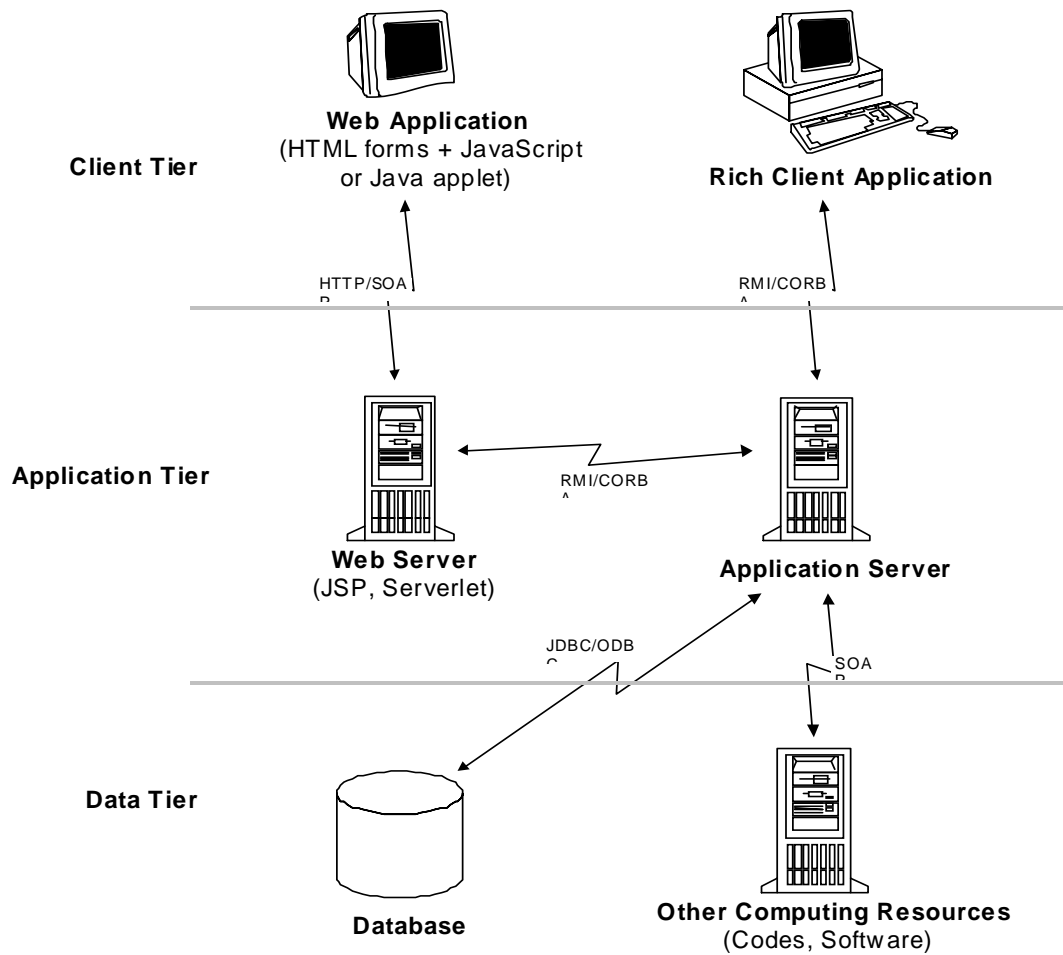 Web Application
(HTML forms + JavaScript
or Java applet)
Client Tier
Rich Client Application
HTTP/SOA
P
RMI/CORB
A
Application Tier
RMI/CORB
A
Web Server
(JSP, Serverlet)
Application Server
JDBC/ODB
C
SOA
P
Data Tier
Database
Other Computing Resources
(Codes, Software)